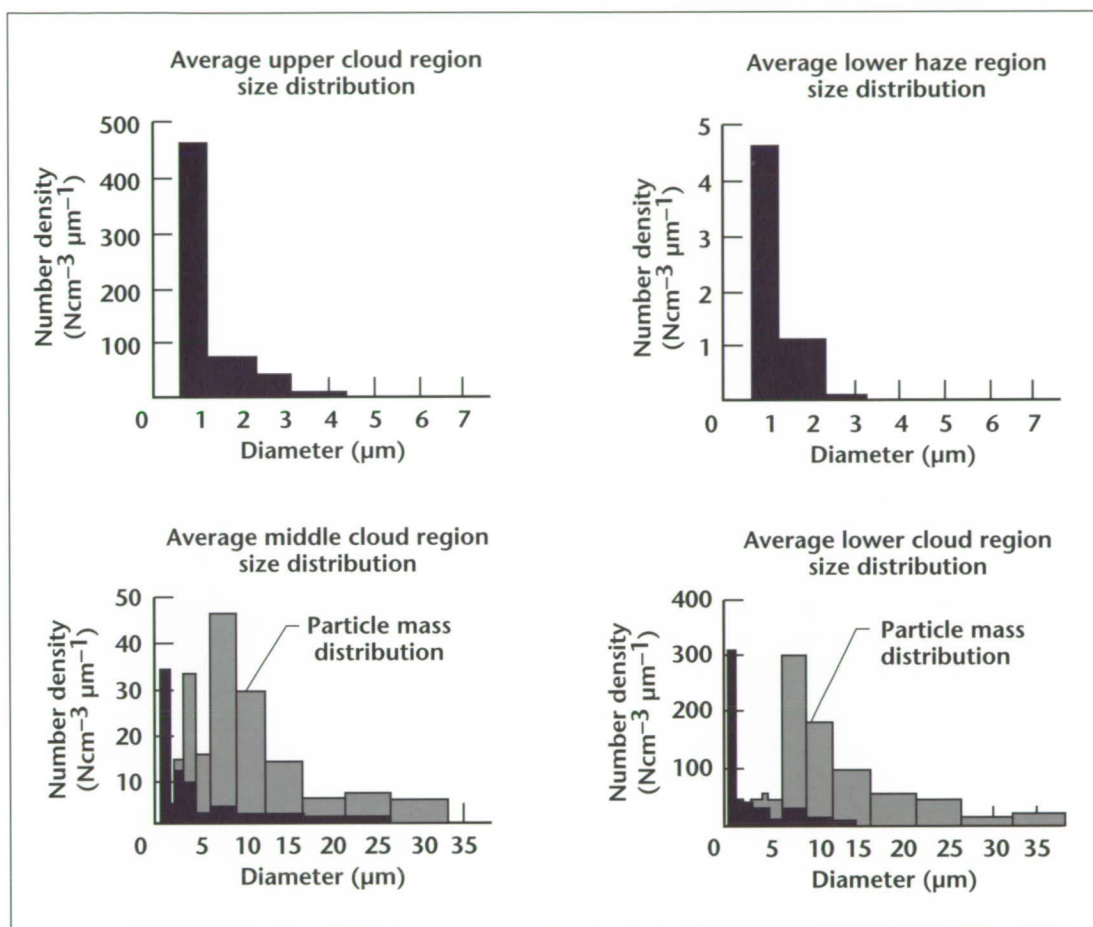 Average upper cloud region
size distribution
Number density
(Ncm⁻³ µm⁻¹)
500
400
300
200
100
0 1 2 3 4 5 6 7
Diameter (µm)
Average lower haze region
size distribution
Number density
(Ncm⁻³ µm⁻¹)
5
4
3
2
1
0 1 2 3 4 5 6 7
Diameter (µm)
Average middle cloud region
size distribution
Number density
(Ncm⁻³ µm⁻¹)
50
40
30
20
10
Particle mass
distribution
0 5 10 15 20 25 30 35
Diameter (µm)
Average lower cloud region
size distribution
Number density
(Ncm⁻³ µm⁻¹)
400
300
200
100
Particle mass
distribution
0 5 10 15 20 25 30 35
Diameter (µm)